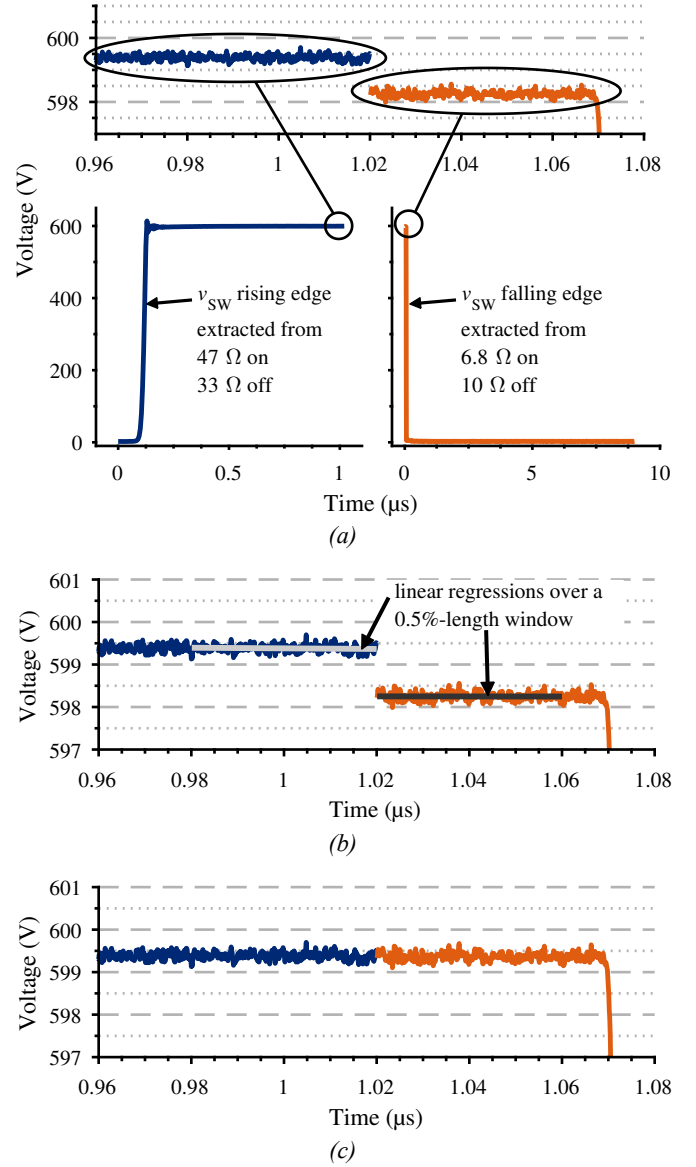 600
598
0.96 0.98 1 1.02 1.04 1.06 1.08
Voltage (V)
600
400
200
0
vSW rising edge
extracted from
47 Ω on
33 Ω off
vSW falling edge
extracted from
6.8 Ω on
10 Ω off
0 0.5 1
0 5 10
Time (µs)
(a)
601
600
599
598
597
Voltage (V)
linear regressions over a
0.5%-length window
0.96 0.98 1 1.02 1.04 1.06 1.08
Time (µs)
(b)
601
600
599
598
597
Voltage (V)
0.96 0.98 1 1.02 1.04 1.06 1.08
Time (µs)
(c)